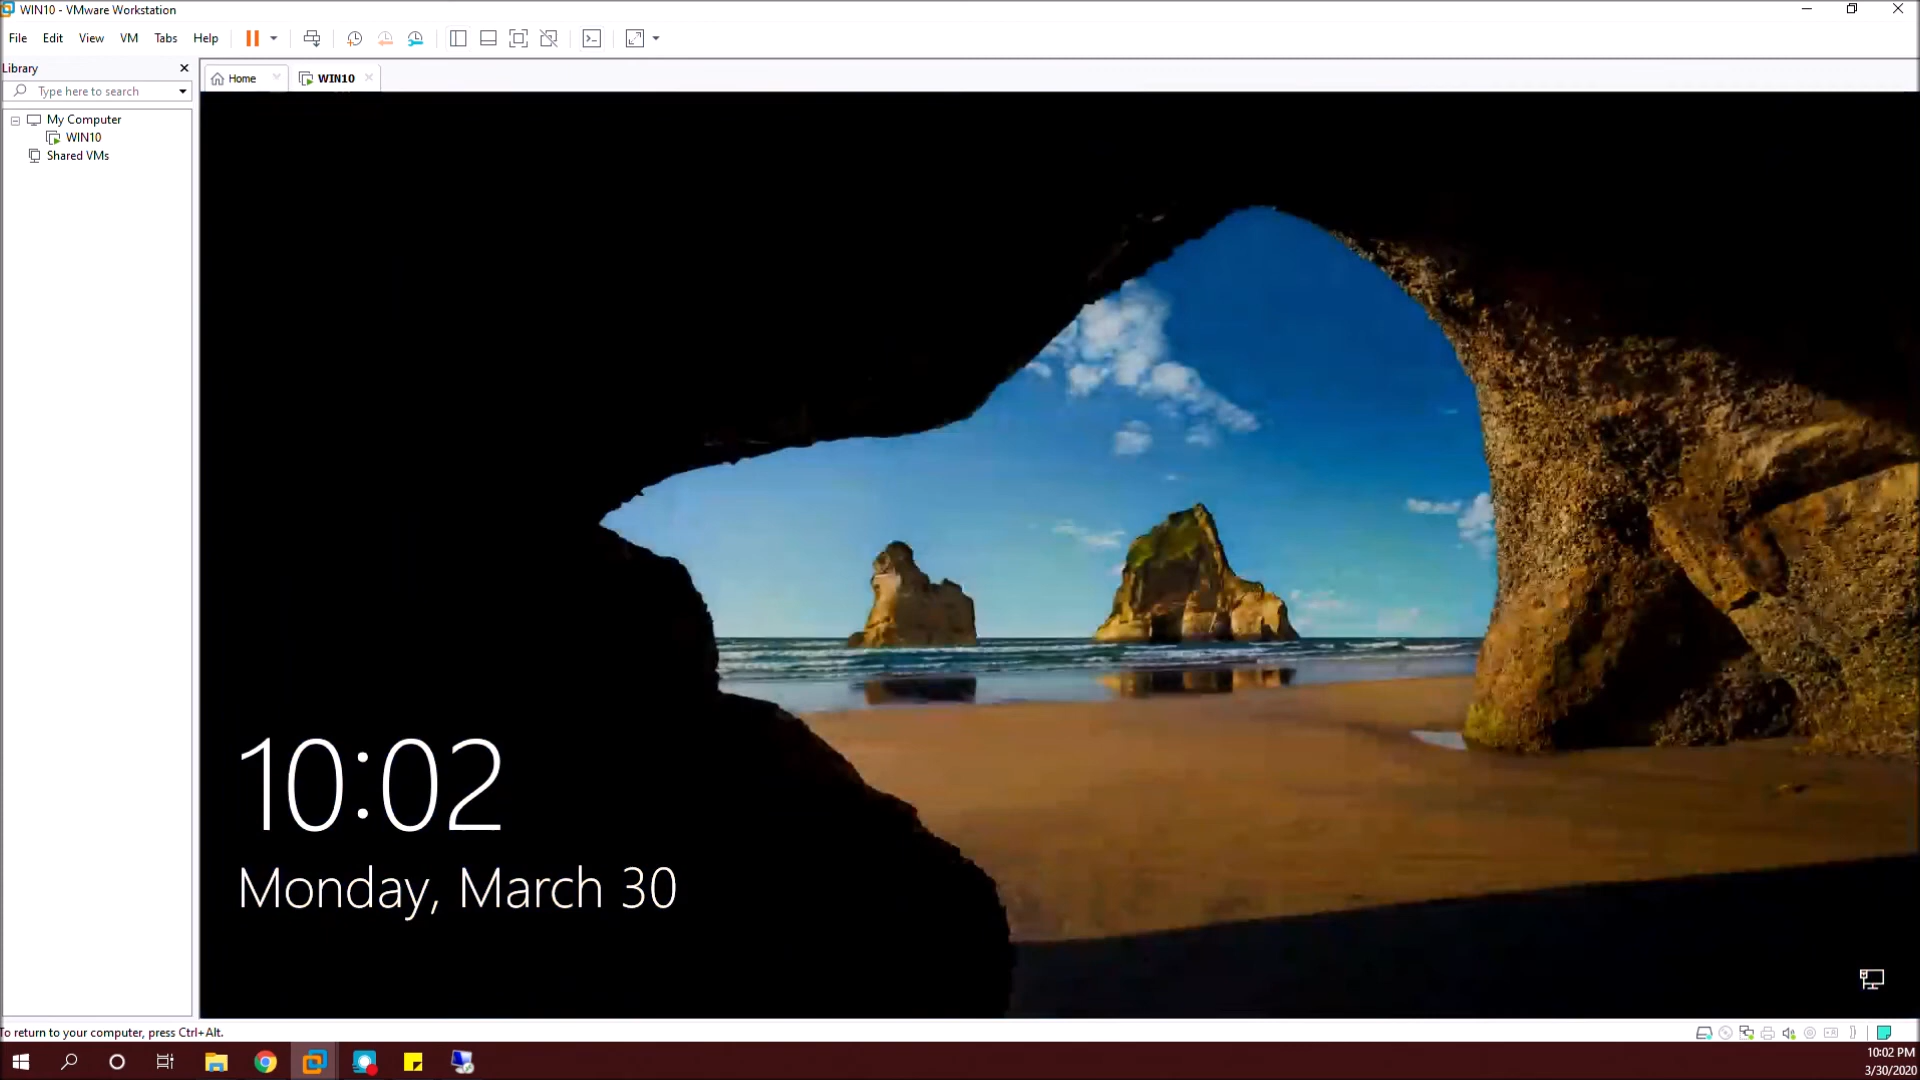 WIN10 - VMware Workstation
File Edit View VM Tabs Help
Library
Type here to search
Home
WIN10
My Computer
WIN10
Shared VMs
10:02
Monday, March 30
To return to your computer, press Ctrl+Alt.
10:02 PM
3/30/2020